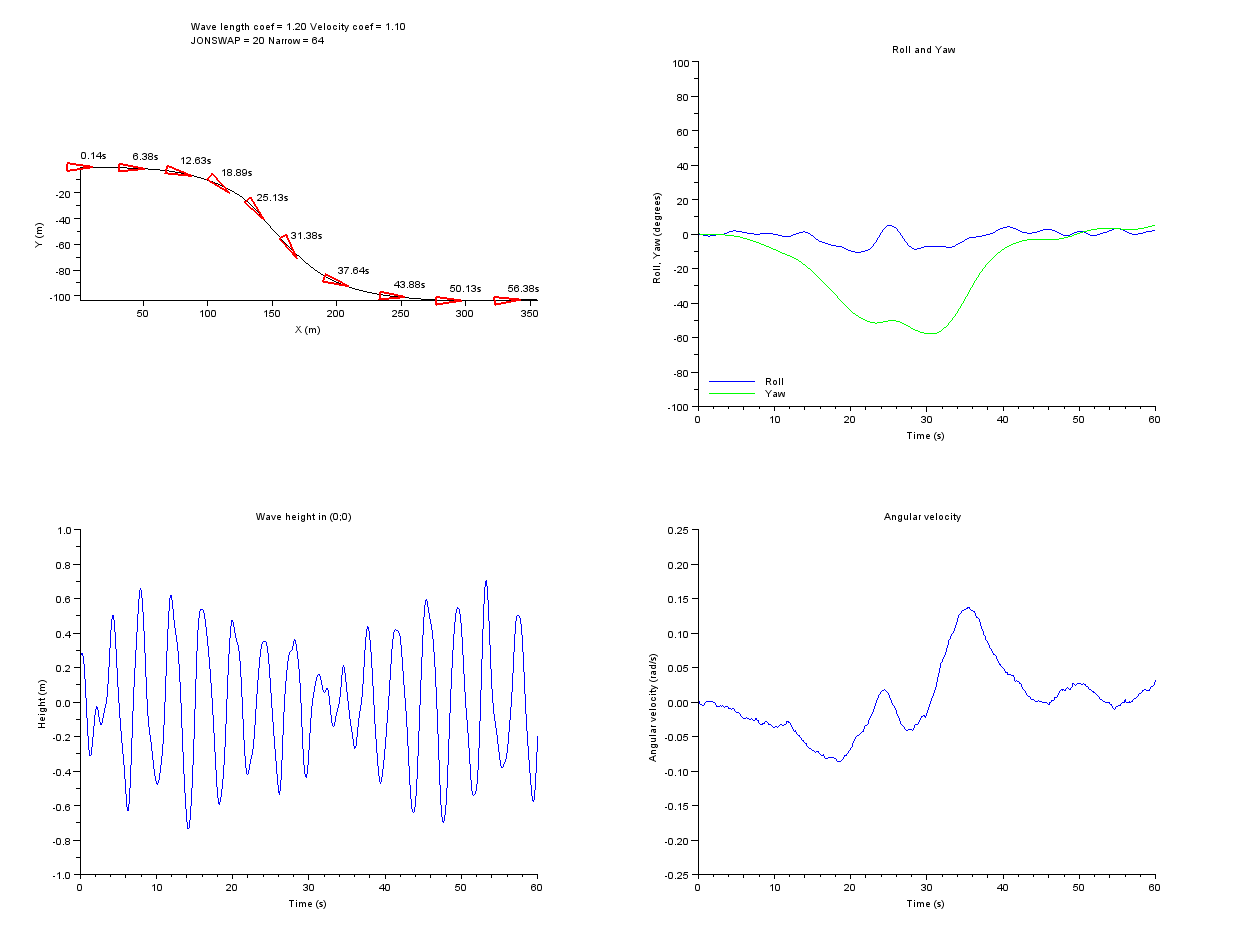 Wave length coef = 1.20 Velocity coef = 1.10
JONSWAP = 20 Narrow = 64
0.14s
6.38s
12.63s
18.89s
25.13s
31.38s
37.64s
43.88s
50.13s
56.38s
-20
-40
-60
-80
-100
Y (m)
50 100 150 200 250 300 350
X (m)
Roll and Yaw
100
80
60
40
20
0
-20
-40
-60
-80
-100
Roll, Yaw (degrees)
Roll
Yaw
0 10 20 30 40 50 60
Time (s)
Wave height in (0;0)
1.0
0.8
0.6
0.4
0.2
0.0
-0.2
-0.4
-0.6
-0.8
-1.0
Height (m)
0 10 20 30 40 50 60
Time (s)
Angular velocity
0.25
0.20
0.15
0.10
0.05
0.00
-0.05
-0.10
-0.15
-0.20
-0.25
Angular velocity (rad/s)
0 10 20 30 40 50 60
Time (s)